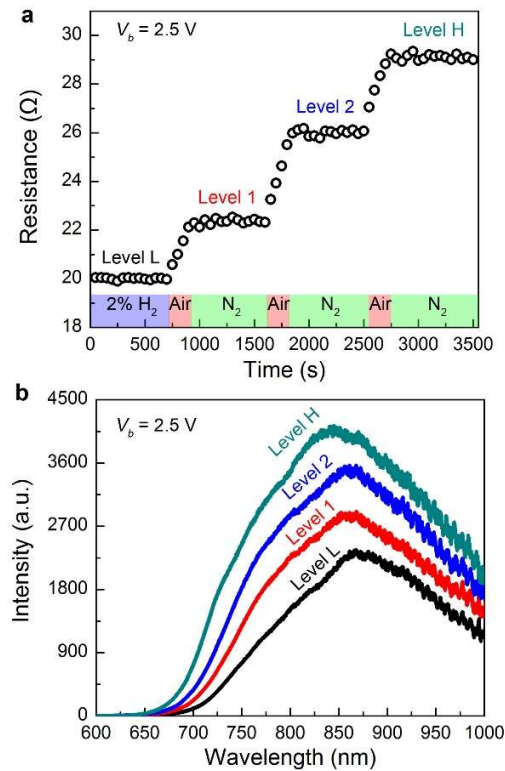 a
V_b = 2.5 V
Level H
Level 2
Level 1
Level L
2% H₂ Air N₂ Air N₂ Air N₂
30
28
26
24
22
20
18
Resistance (Ω)
0 500 1000 1500 2000 2500 3000 3500
Time (s)
b
V_b = 2.5 V
Level H
Level 2
Level 1
Level L
4500
3600
2700
1800
900
0
Intensity (a.u.)
600 650 700 750 800 850 900 950 1000
Wavelength (nm)